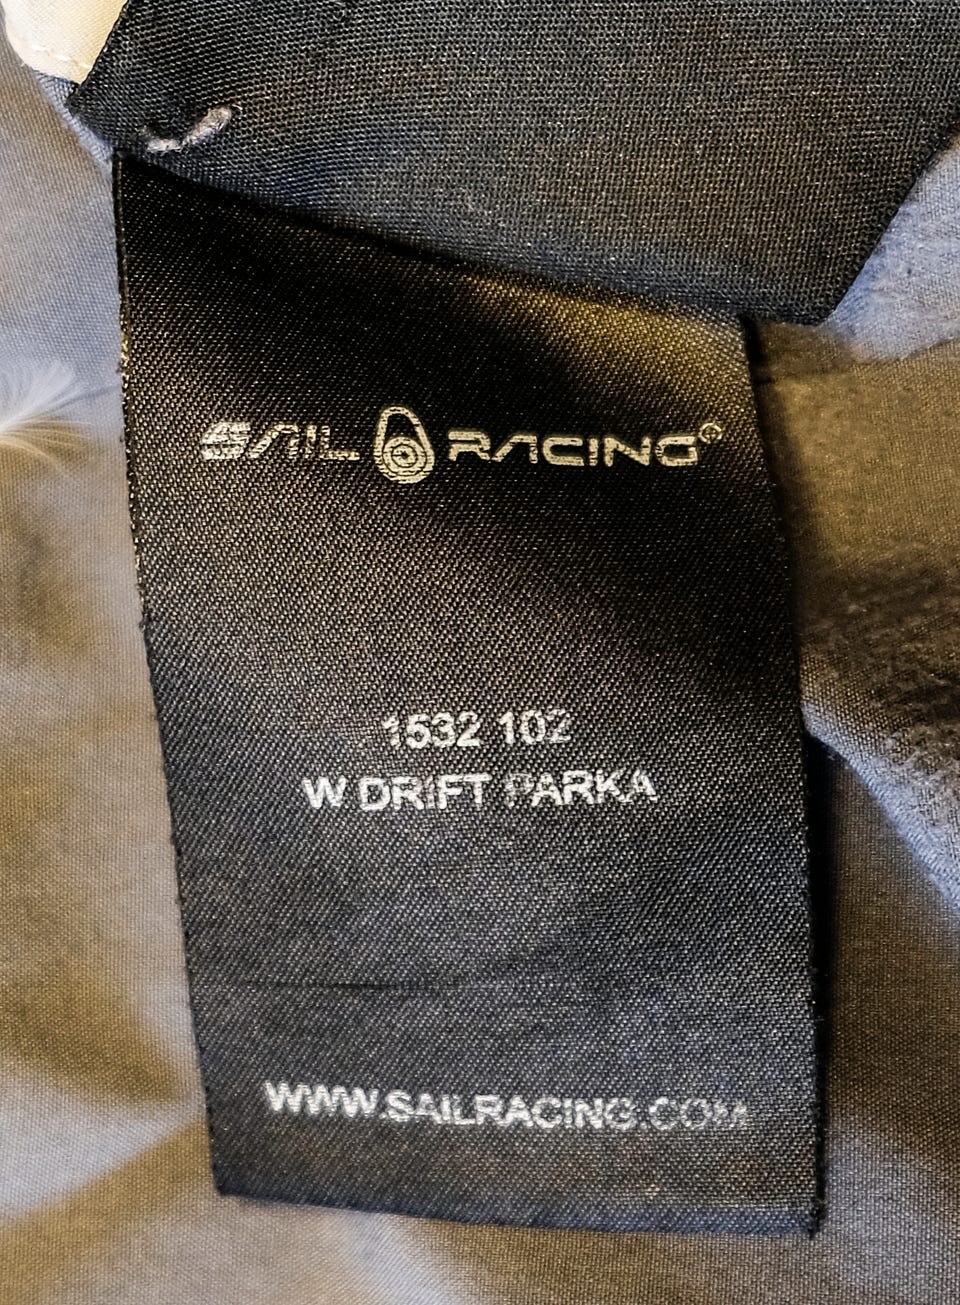 SAIL RACING®
1532 102
W DRIFT PARKA
WWW.SAILRACING.COM